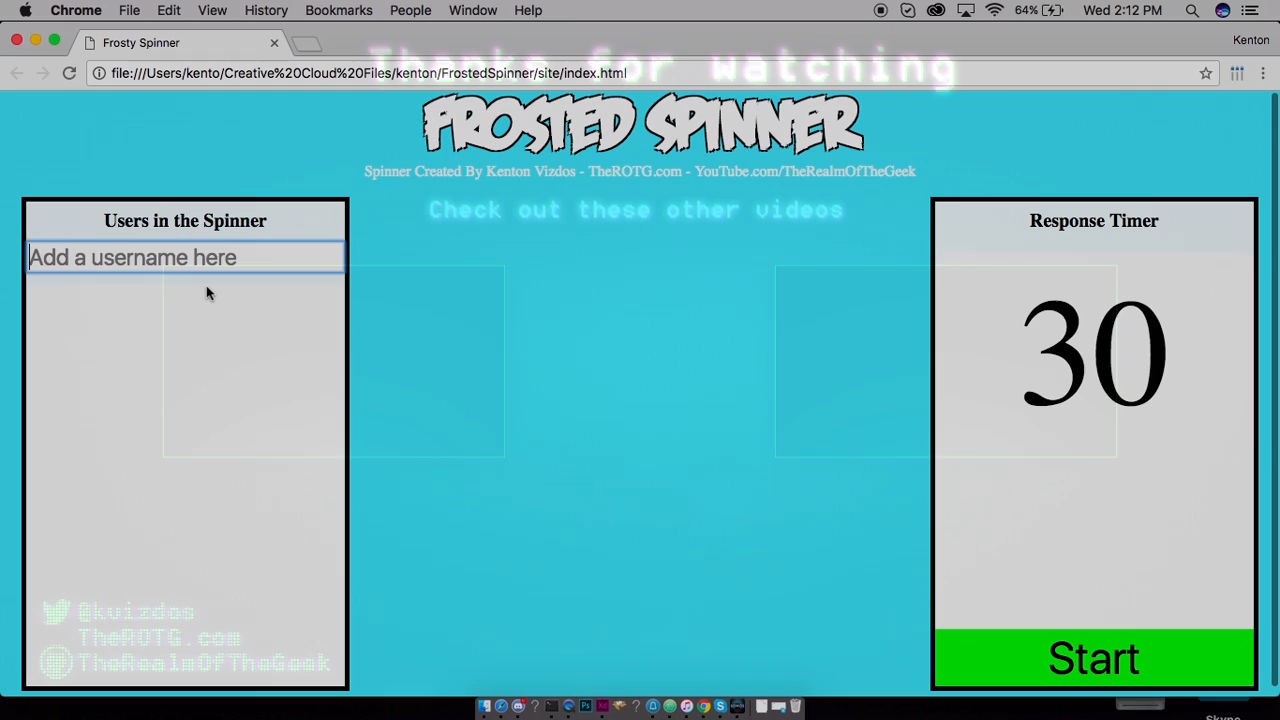 Chrome File Edit View History Bookmarks People Window Help 64% Wed 2:12 PM
Frosty Spinner Kenton
file:///Users/kento/Creative%20Cloud%20Files/kenton/FrostedSpinner/site/index.html
Thanks for watching
FROSTED SPINNER
Spinner Created By Kenton Vizdos - TheROTG.com - YouTube.com/TheRealmOfTheGeek
Check out these other videos
Users in the Spinner
Add a username here
Response Timer
30
Start
@kvizdos
TheROTG.com
TheRealmOfTheGeek
Skype